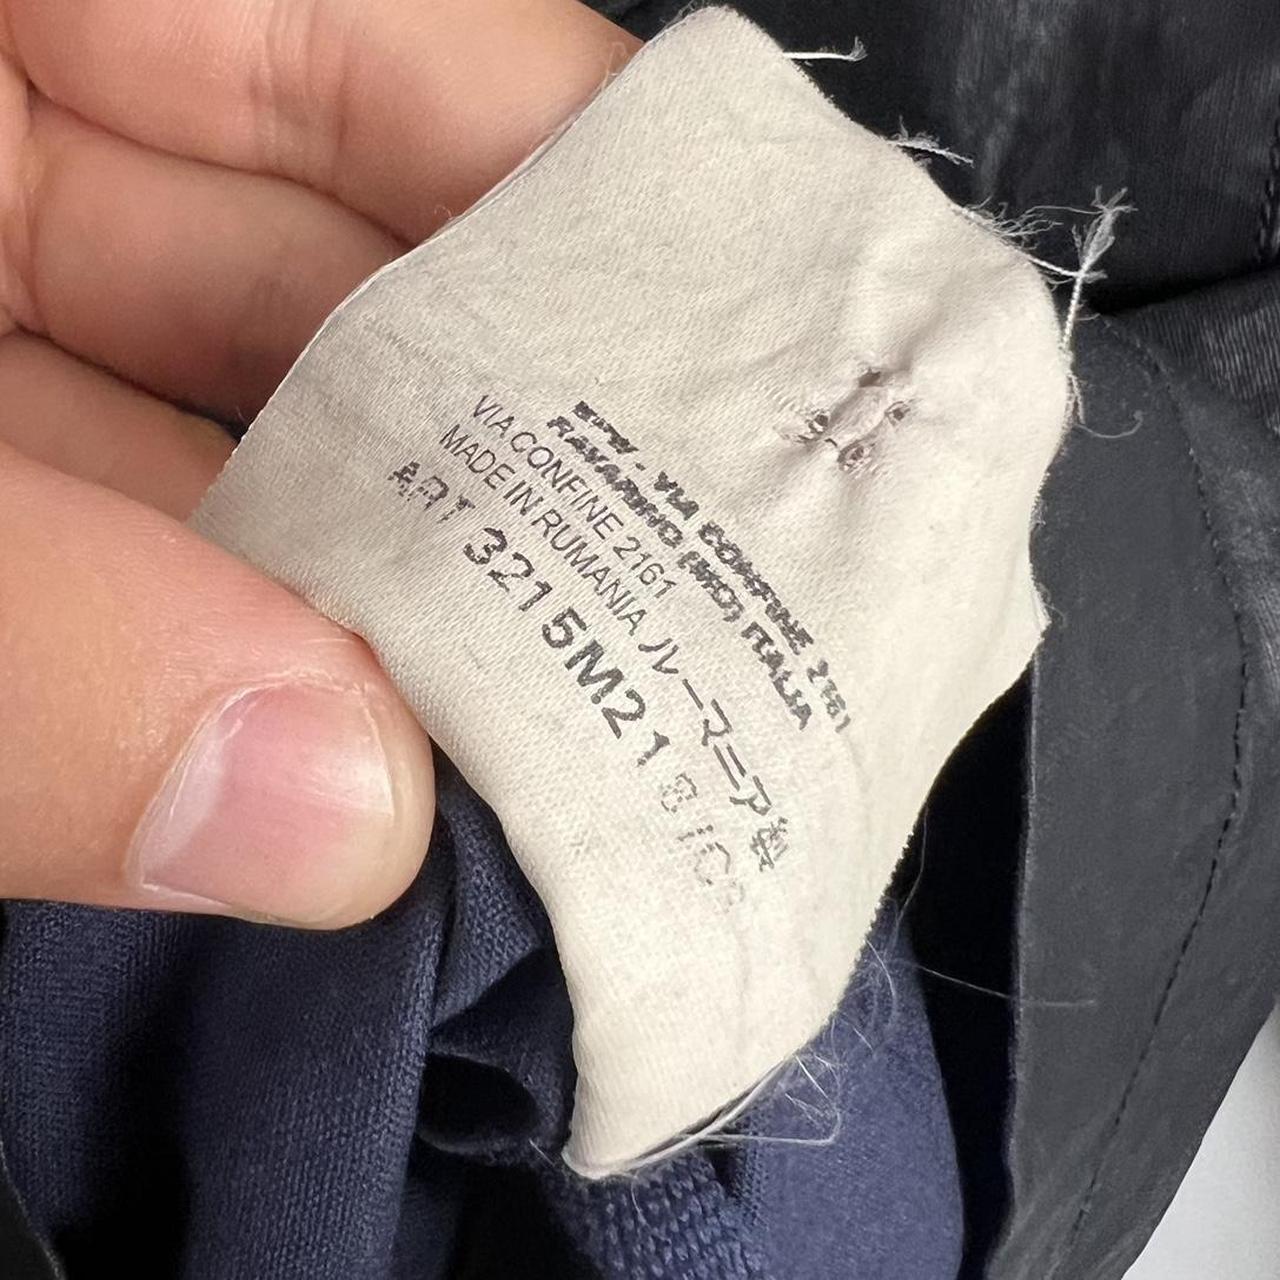 SPW - VIA CONFINE 2161
RAVARINO (MO) ITALIA
VIA CONFINE 2161
MADE IN RUMANIA ルーマニア製
ART 3215M218